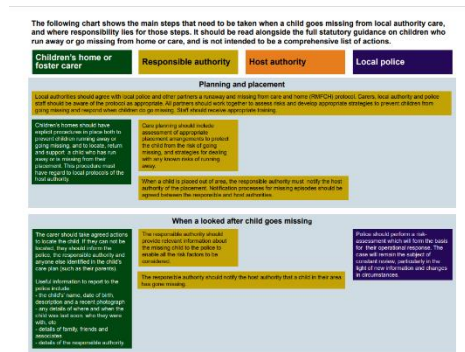 The following chart shows the main steps that need to be taken when a child goes missing from local authority care,
and where responsibility lies for those steps. It should be read alongside the full statutory guidance on children who
run away or go missing from home or care, and is not intended to be a comprehensive list of actions.
Children's home or
foster carer
Responsible authority
Host authority
Local police
Planning and placement
Local authorities should agree with local police and other partners a runaway and missing from care and home (RMFCH) protocol. Carers, local authority and police
staff should be aware of the protocol as appropriate. All partners should work together to assess risks and develop appropriate strategies to prevent children from
going missing and respond when children do go missing. Staff should receive appropriate training.
Children's homes should have
explicit procedures in place both to
prevent children running away or
going missing, and to locate, return
and support a child who has run
away or is missing from their
placement. This procedure must
have regard to local protocols of the
host authority.
Care planning should include
assessment of appropriate
placement arrangements to protect
the child from the risk of going
missing, and strategies for dealing
with any known risks of running
away.
When a child is placed out of area, the responsible authority must notify the host
authority of the placement. Notification processes for missing episodes should be
agreed between the responsible and host authorities.
When a looked after child goes missing
The carer should take agreed actions
to locate the child. If they can not be
located, they should inform the
police, the responsible authority and
anyone else identified in the child's
care plan (such as their parents).
Useful information to report to the
police include:
- the childs' name, date of birth,
description and a recent photograph
- any details of where and when the
child was last seen, who they were
with, etc
- details of family, friends and
associates
- details of the responsible authority
The responsible authority should
provide relevant information about
the missing child to the police to
enable all the risk factors to be
considered.
The responsible authority should notify the host authority that a child in their area
has gone missing.
Police should perform a risk-
assessment which will form the basis
for their operational response. The
case will remain the subject of
constant review, particularly in the
light of new information and changes
in circumstances.